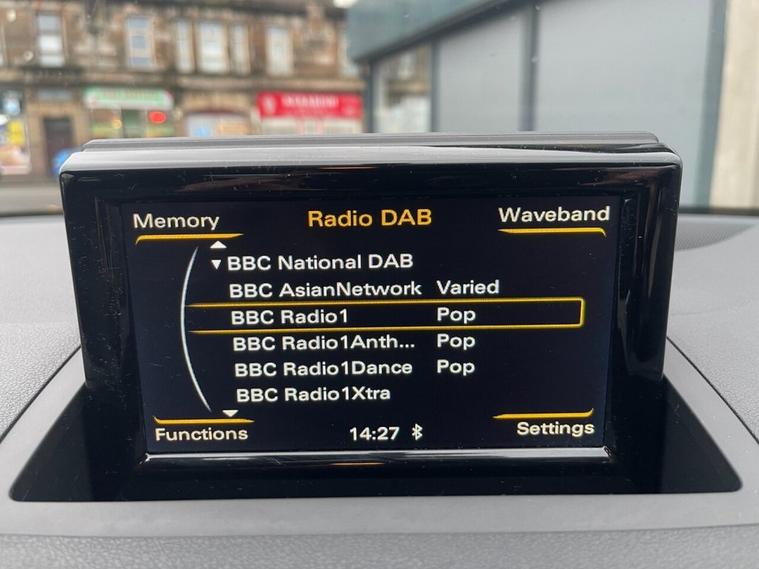 Memory Radio DAB Waveband
BBC National DAB
BBC AsianNetwork Varied
BBC Radio1 Pop
BBC Radio1Anth... Pop
BBC Radio1Dance Pop
BBC Radio1Xtra
Functions 14:27 Settings